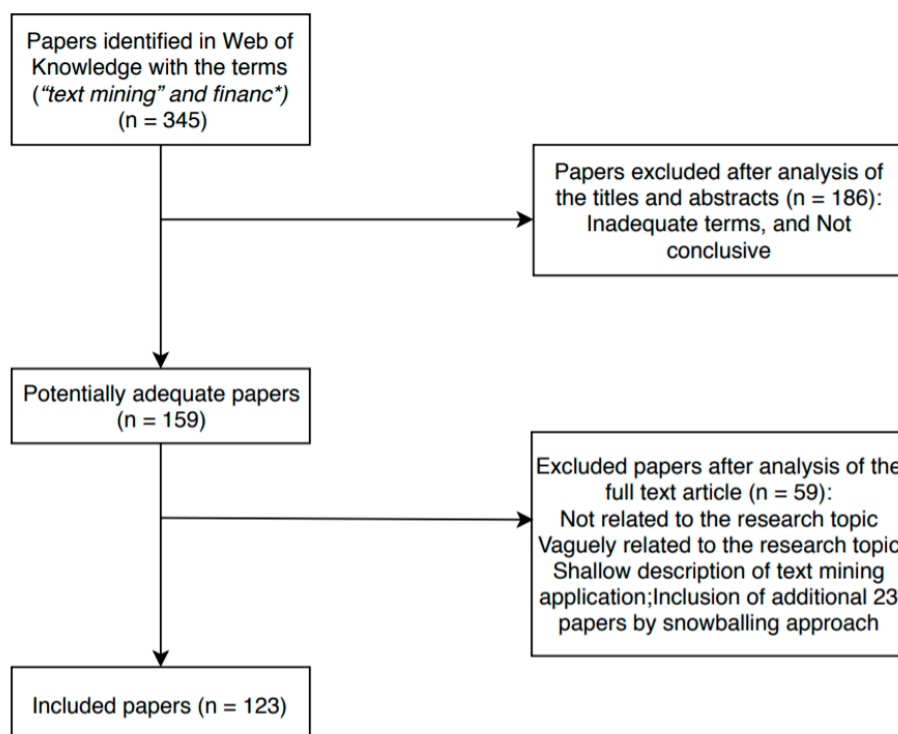 Papers identified in Web of
Knowledge with the terms
(“text mining” and financ*)
(n = 345)
Papers excluded after analysis of
the titles and abstracts (n = 186):
Inadequate terms, and Not
conclusive
Potentially adequate papers
(n = 159)
Excluded papers after analysis of the
full text article (n = 59):
Not related to the research topic
Vaguely related to the research topic
Shallow description of text mining
application;Inclusion of additional 23
papers by snowballing approach
Included papers (n = 123)